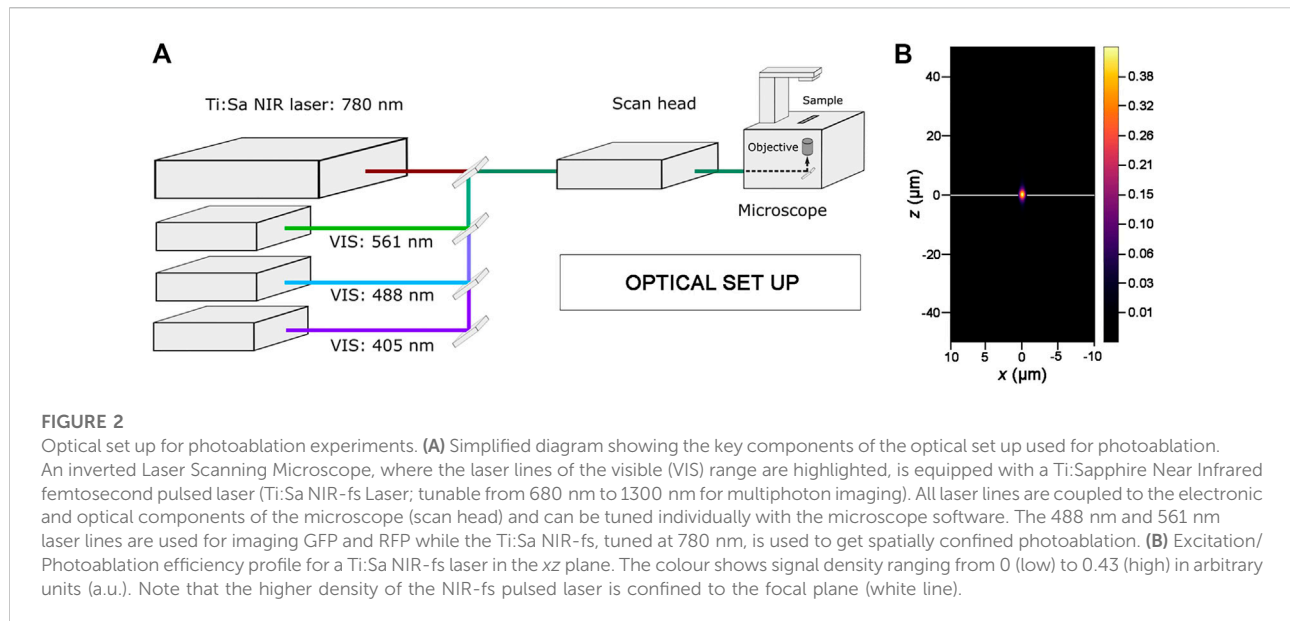 A
Ti:Sa NIR laser: 780 nm
Scan head
Sample
Objective
Microscope
VIS: 561 nm
VIS: 488 nm
VIS: 405 nm
OPTICAL SET UP
B
z (µm)
40
20
0
-20
-40
10 5 0 -5 -10
x (µm)
0.38
0.32
0.26
0.21
0.15
0.10
0.06
0.03
0.01
FIGURE 2
Optical set up for photoablation experiments. (A) Simplified diagram showing the key components of the optical set up used for photoablation.
An inverted Laser Scanning Microscope, where the laser lines of the visible (VIS) range are highlighted, is equipped with a Ti:Sapphire Near Infrared
femtosecond pulsed laser (Ti:Sa NIR-fs Laser; tunable from 680 nm to 1300 nm for multiphoton imaging). All laser lines are coupled to the electronic
and optical components of the microscope (scan head) and can be tuned individually with the microscope software. The 488 nm and 561 nm
laser lines are used for imaging GFP and RFP while the Ti:Sa NIR-fs, tuned at 780 nm, is used to get spatially confined photoablation. (B) Excitation/
Photoablation efficiency profile for a Ti:Sa NIR-fs laser in the xz plane. The colour shows signal density ranging from 0 (low) to 0.43 (high) in arbitrary
units (a.u.). Note that the higher density of the NIR-fs pulsed laser is confined to the focal plane (white line).